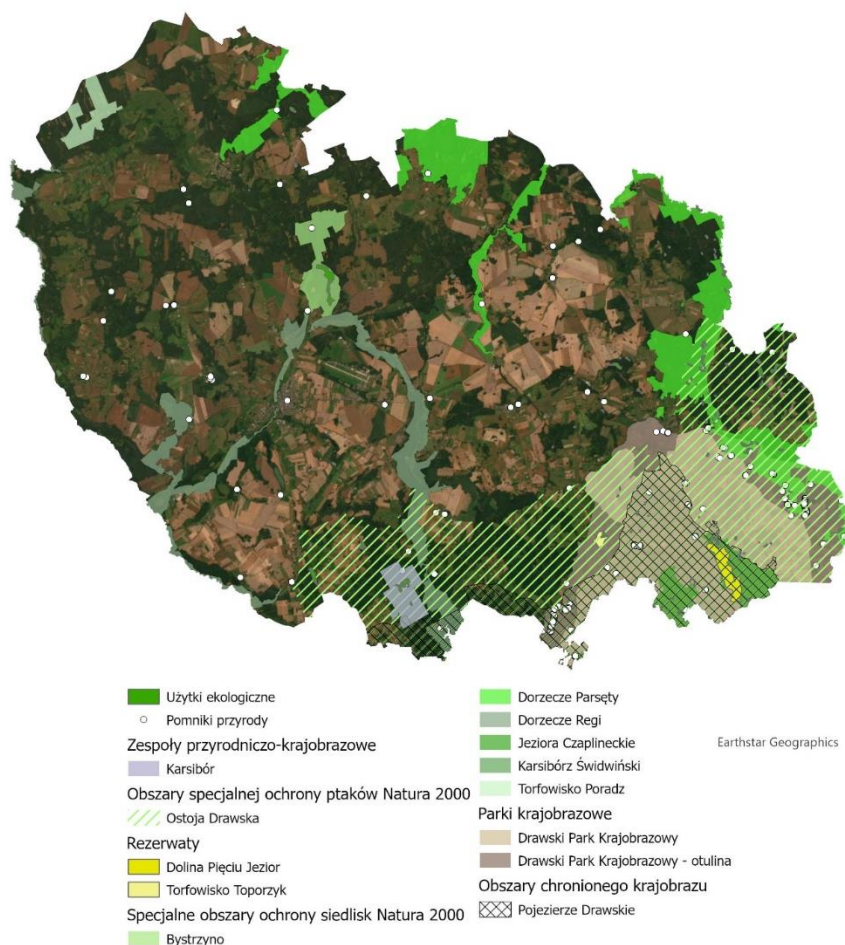 Użytki ekologiczne
Pomniki przyrody
Zespoły przyrodniczo-krajobrazowe
Karsibór
Obszary specjalnej ochrony ptaków Natura 2000
Ostoja Drawska
Rezerwaty
Dolina Pięciu Jezior
Torfowisko Toporzyk
Specjalne obszary ochrony siedlisk Natura 2000
Bystrzyno
Dorzecze Parsęty
Dorzecze Regi
Jeziora Czaplineckie
Karsibórz Świdwiński
Torfowisko Poradz
Parki krajobrazowe
Drawski Park Krajobrazowy
Drawski Park Krajobrazowy - otulina
Obszary chronionego krajobrazu
Pojezierze Drawskie
Earthstar Geographics